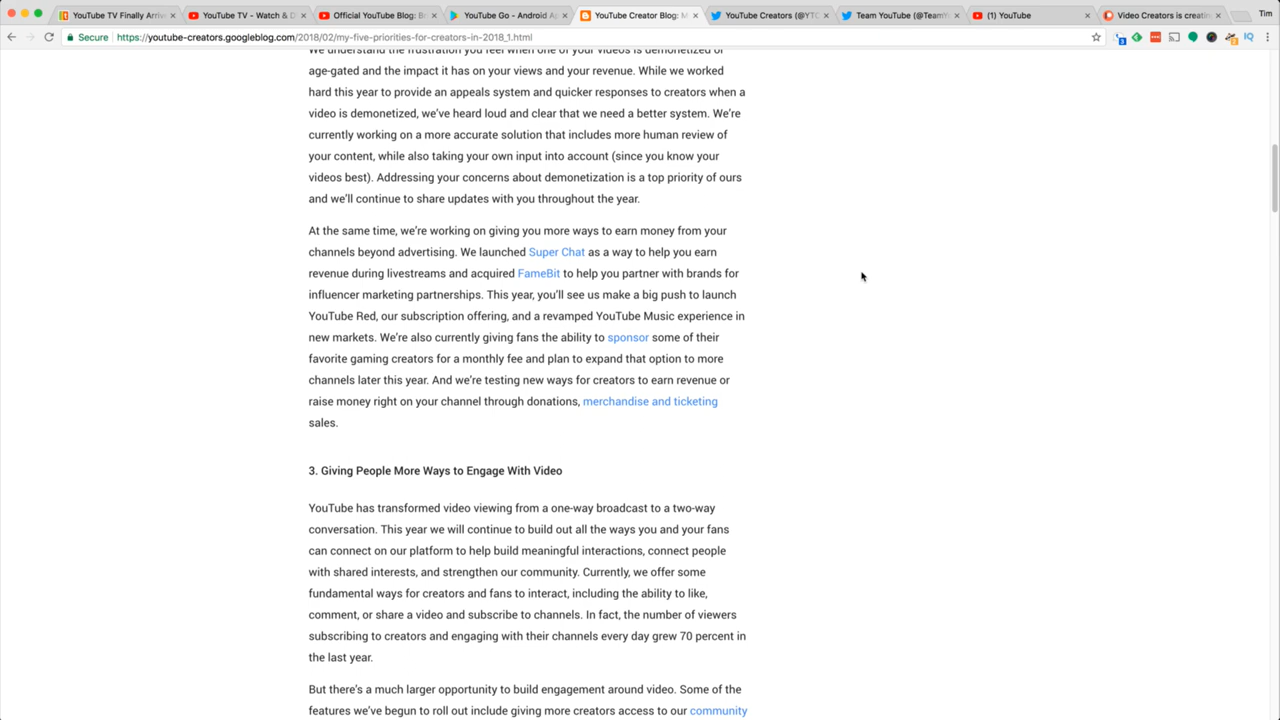 YouTube TV Finally Arriv
YouTube TV - Watch & D
Official YouTube Blog: Br
YouTube Go - Android A
YouTube Creator Blog: M
YouTube Creators (@YTC
Team YouTube (@TeamY
(1) YouTube
Video Creators is creatin
Tim
Secure
https://youtube-creators.googleblog.com/2018/02/my-five-priorities-for-creators-in-2018_1.html
We understand the frustration you feel when one of your videos is demonetized or
age-gated and the impact it has on your views and your revenue. While we worked
hard this year to provide an appeals system and quicker responses to creators when a
video is demonetized, we've heard loud and clear that we need a better system. We're
currently working on a more accurate solution that includes more human review of
your content, while also taking your own input into account (since you know your
videos best). Addressing your concerns about demonetization is a top priority of ours
and we'll continue to share updates with you throughout the year.
At the same time, we're working on giving you more ways to earn money from your
channels beyond advertising. We launched Super Chat as a way to help you earn
revenue during livestreams and acquired FameBit to help you partner with brands for
influencer marketing partnerships. This year, you'll see us make a big push to launch
YouTube Red, our subscription offering, and a revamped YouTube Music experience in
new markets. We're also currently giving fans the ability to sponsor some of their
favorite gaming creators for a monthly fee and plan to expand that option to more
channels later this year. And we're testing new ways for creators to earn revenue or
raise money right on your channel through donations, merchandise and ticketing
sales.
3. Giving People More Ways to Engage With Video
YouTube has transformed video viewing from a one-way broadcast to a two-way
conversation. This year we will continue to build out all the ways you and your fans
can connect on our platform to help build meaningful interactions, connect people
with shared interests, and strengthen our community. Currently, we offer some
fundamental ways for creators and fans to interact, including the ability to like,
comment, or share a video and subscribe to channels. In fact, the number of viewers
subscribing to creators and engaging with their channels every day grew 70 percent in
the last year.
But there's a much larger opportunity to build engagement around video. Some of the
features we've begun to roll out include giving more creators access to our community